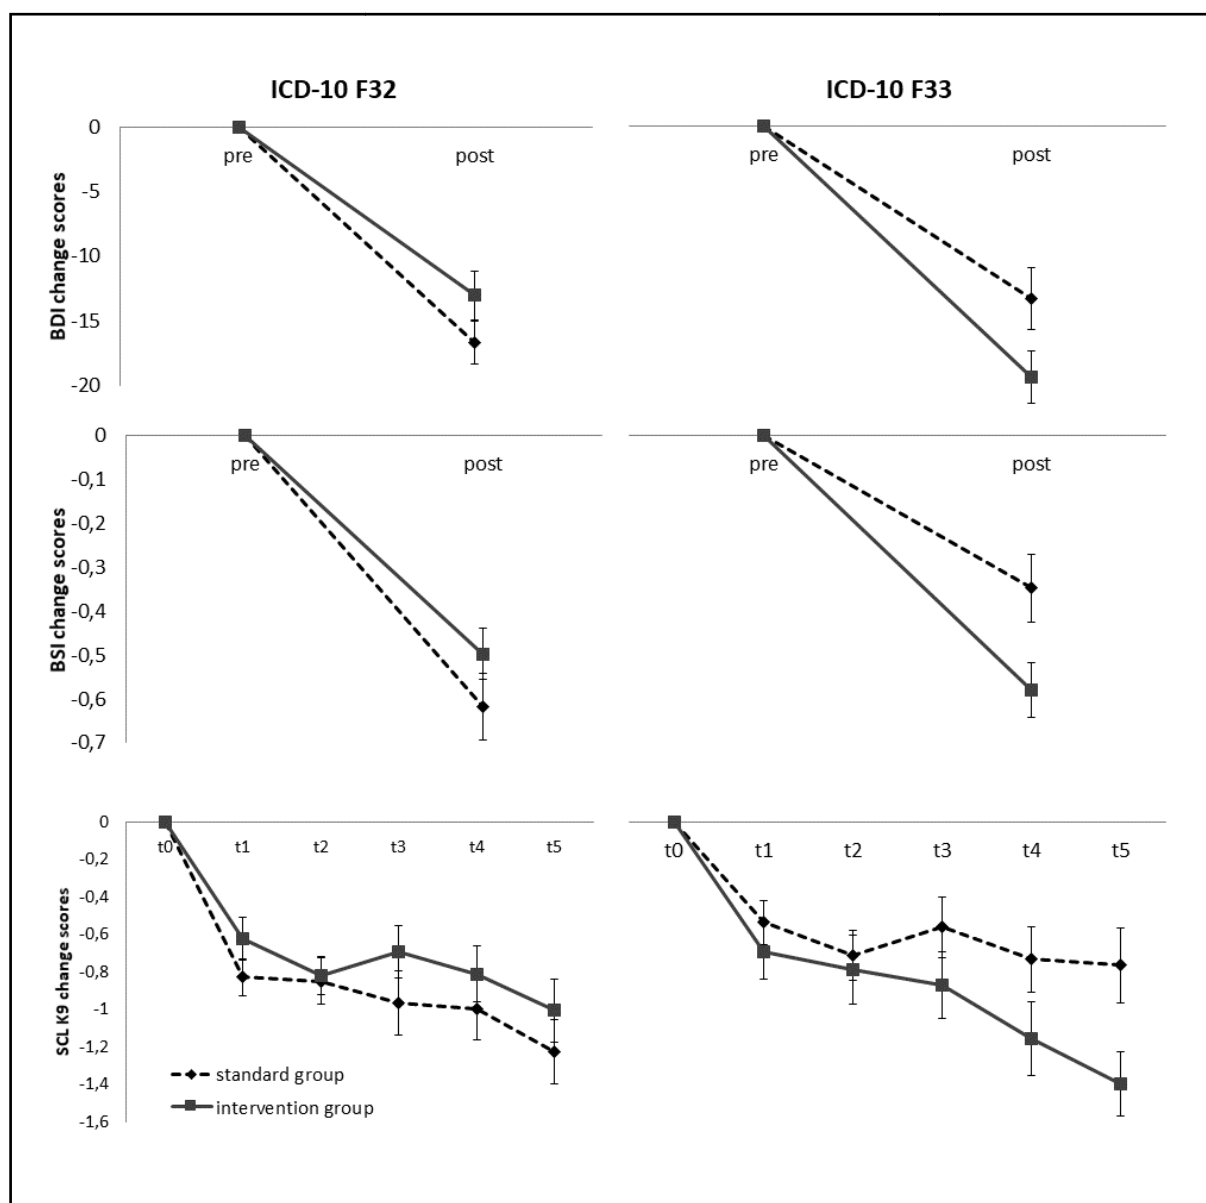 ICD-10 F32
ICD-10 F33
BDI change scores
0
-5
-10
-15
-20
pre
post
pre
post
BSI change scores
0
-0,1
-0,2
-0,3
-0,4
-0,5
-0,6
-0,7
pre
post
pre
post
SCL K9 change scores
0
-0,2
-0,4
-0,6
-0,8
-1
-1,2
-1,4
-1,6
t0 t1 t2 t3 t4 t5
t0 t1 t2 t3 t4 t5
standard group
intervention group